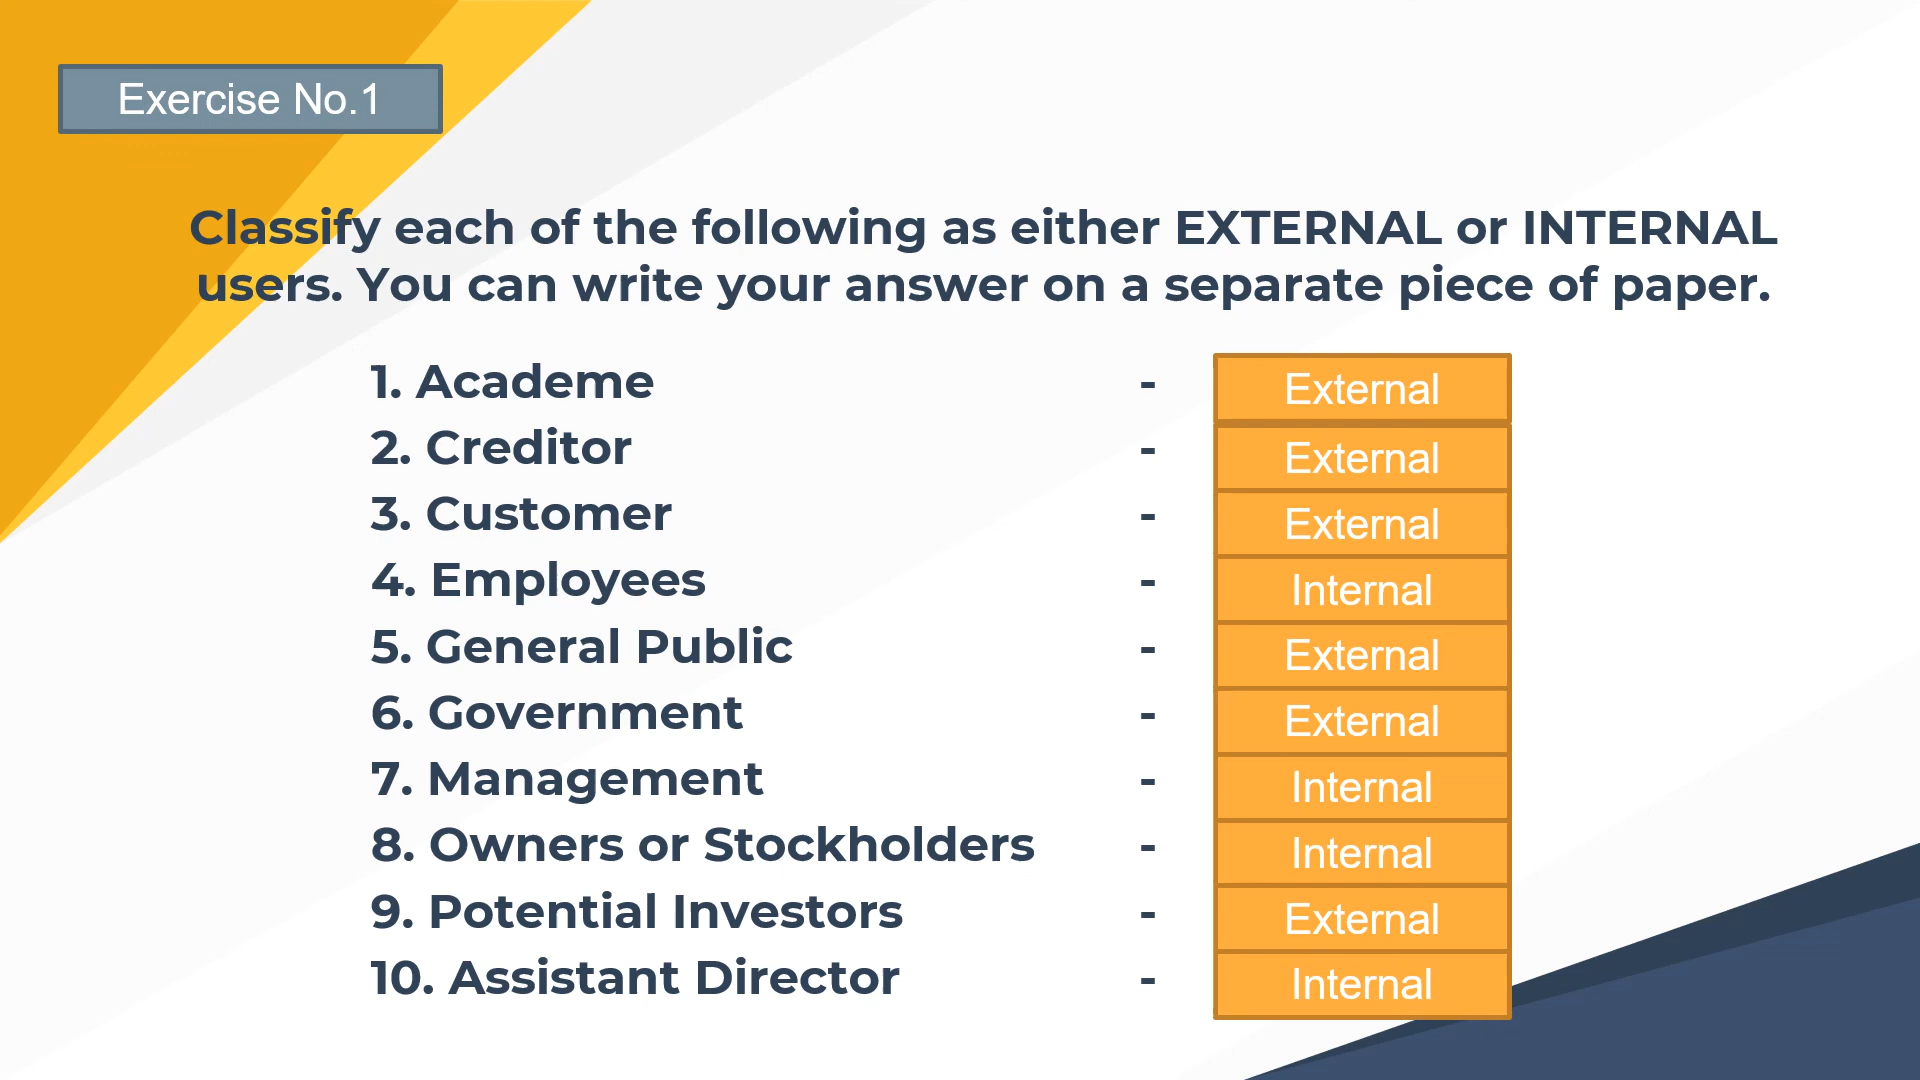 Exercise No.1
Classify each of the following as either EXTERNAL or INTERNAL
users. You can write your answer on a separate piece of paper.
1. Academe - External
2. Creditor - External
3. Customer - External
4. Employees - Internal
5. General Public - External
6. Government - External
7. Management - Internal
8. Owners or Stockholders - Internal
9. Potential Investors - External
10. Assistant Director - Internal